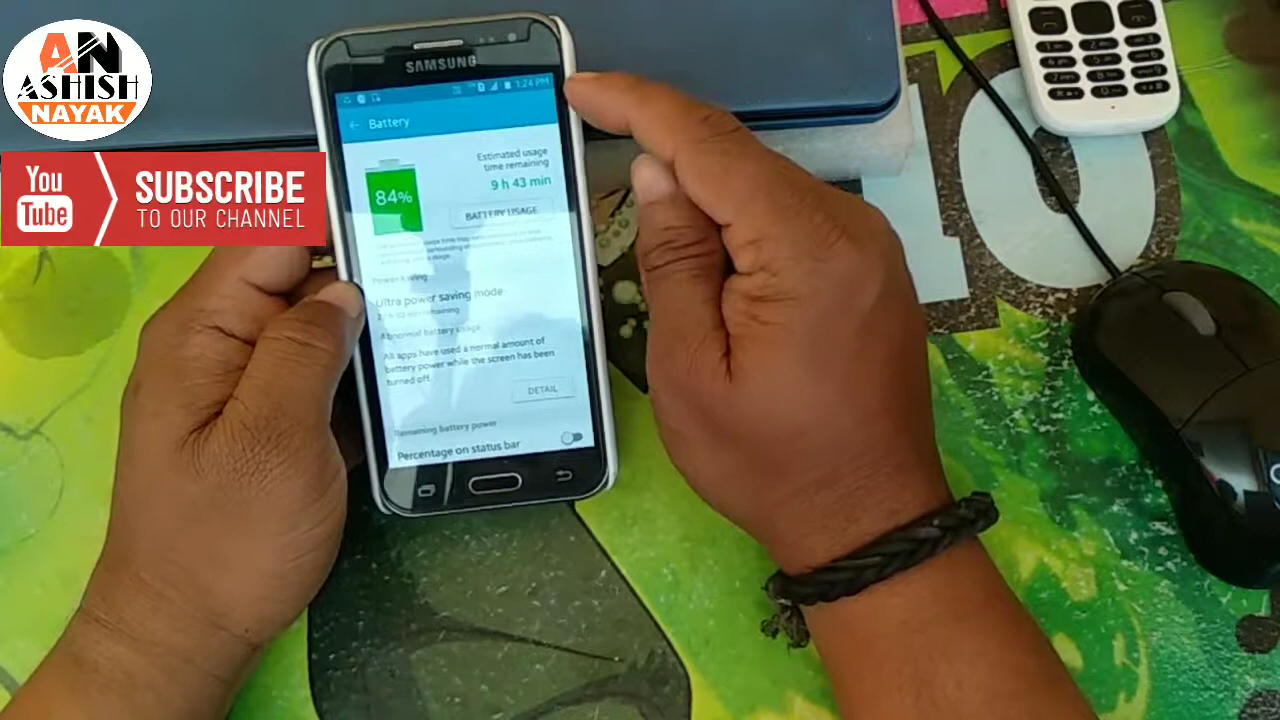 AN
ASHISH
NAYAK
You
Tube
SUBSCRIBE
TO OUR CHANNEL
SAMSUNG
1:24 PM
Battery
84%
Estimated usage
time remaining
9 h 43 min
BATTERY USAGE
Power saving
Ultra power saving mode
Abnormal battery usage
All apps have used a normal amount of
battery power while the screen has been
turned off.
DETAIL
Remaining battery power
Percentage on status bar
10